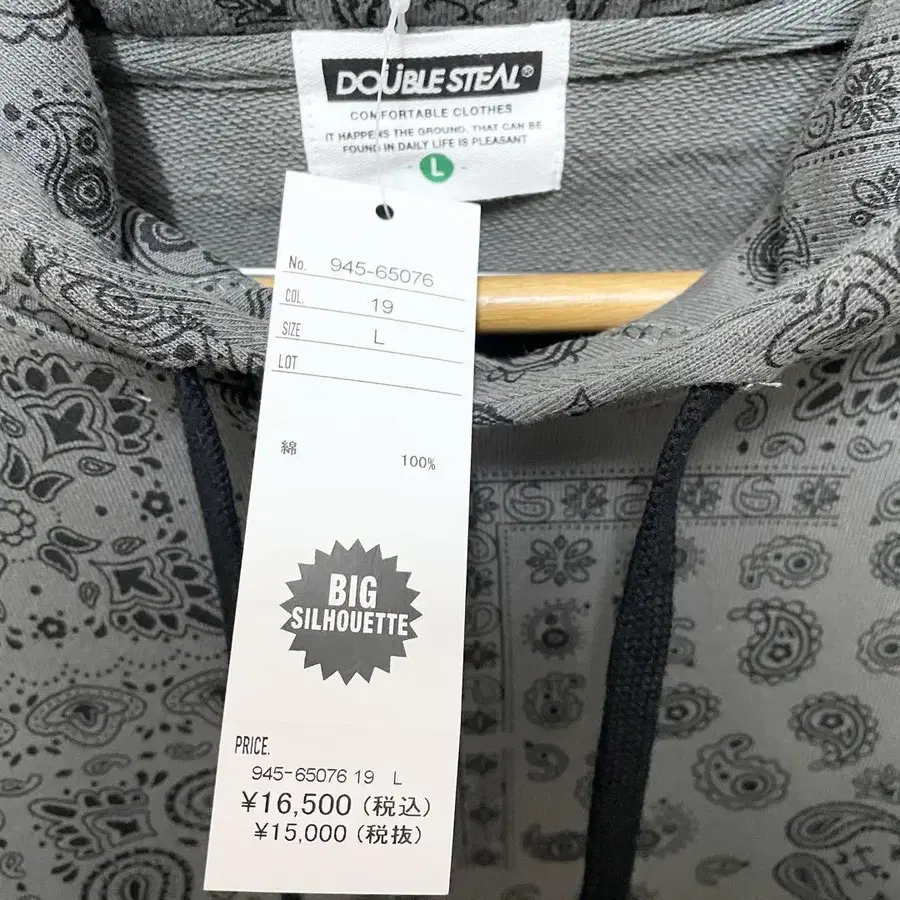 DOUBLE STEAL®
COMFORTABLE CLOTHES
IT HAPPENS THE GROUND. THAT CAN BE
FOUND IN DAILY LIFE IS PLEASANT
L
No. 945-65076
COL. 19
SIZE L
LOT
綿 100%
BIG
SILHOUETTE
PRICE.
945-65076 19 L
¥16,500 (税込)
¥15,000 (税抜)